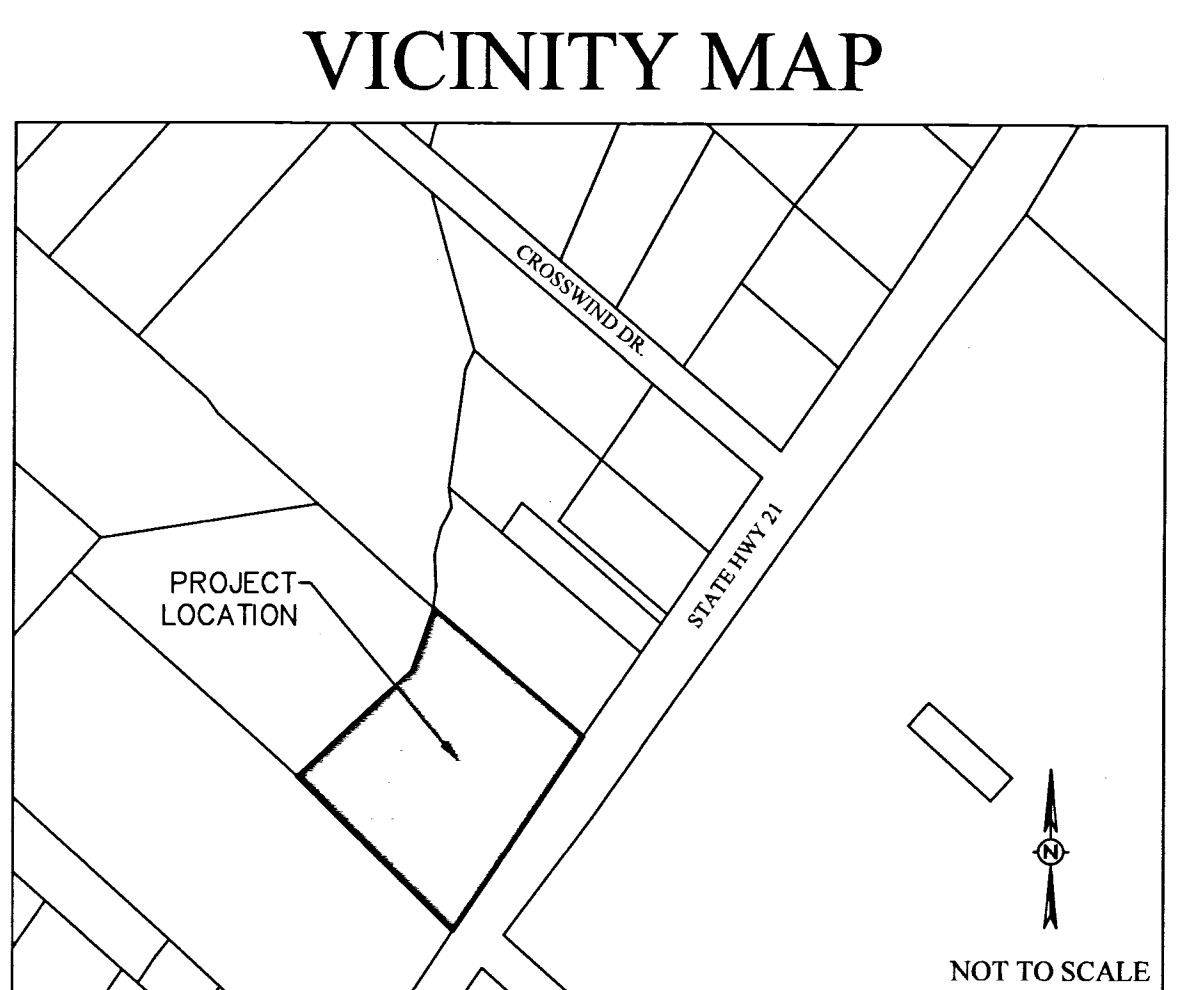 VICINITY MAP
CROSSWIND DR.
STATE HWY 21
PROJECT
LOCATION
N
NOT TO SCALE